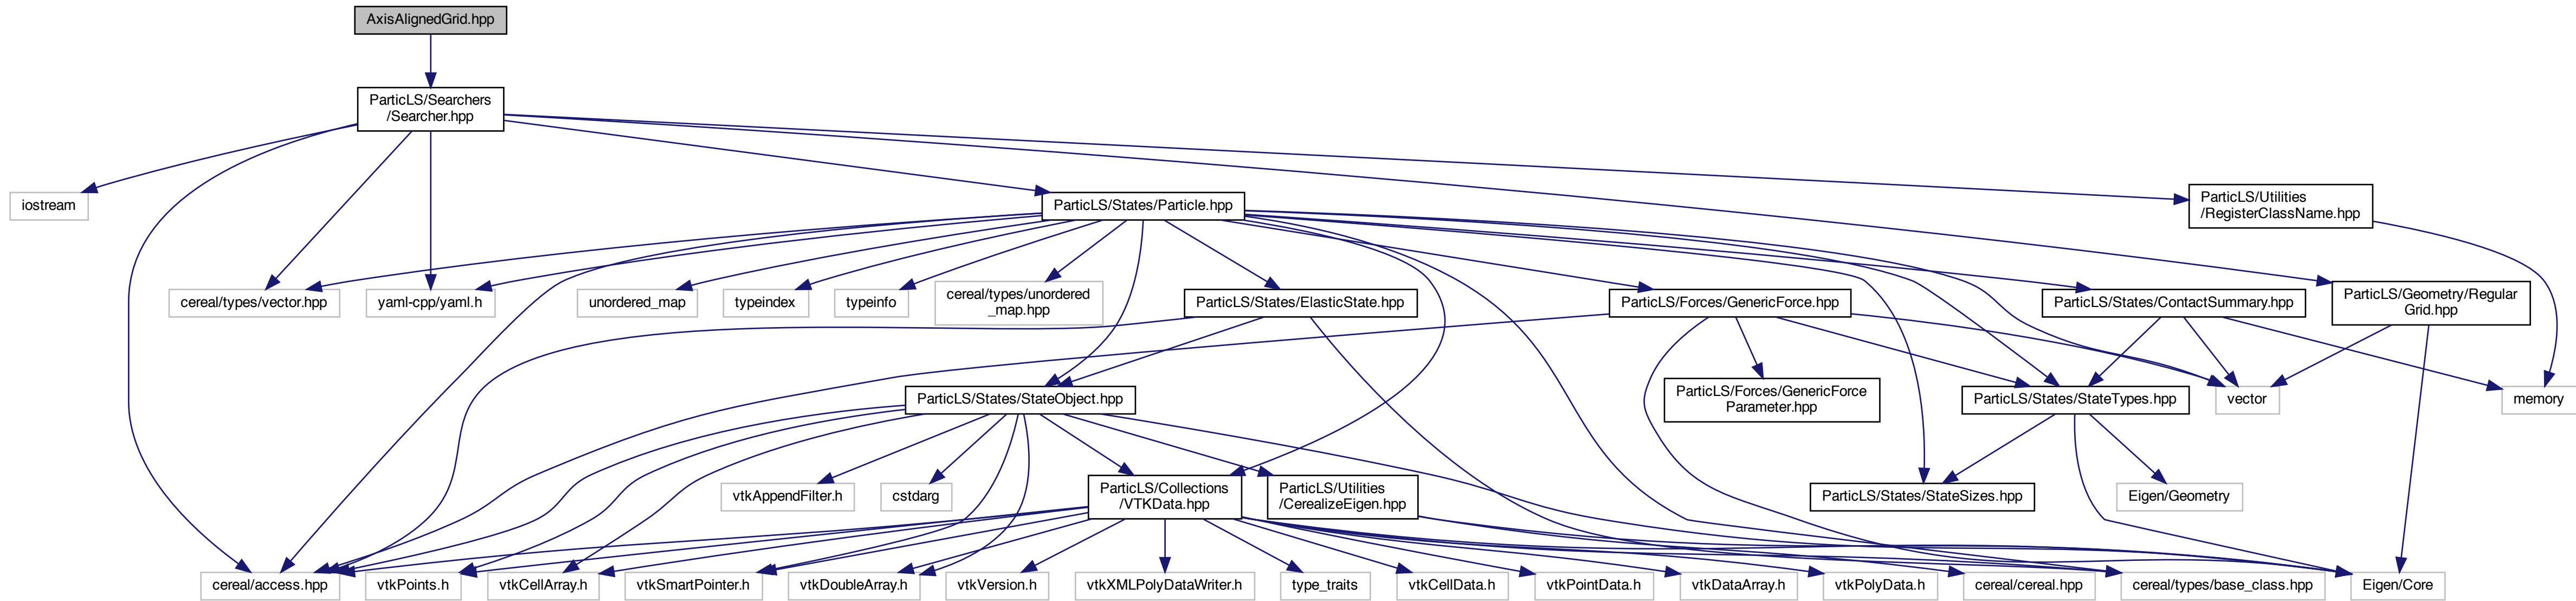 AxisAlignedGrid.hpp
ParticLS/Searchers
/Searcher.hpp
iostream
ParticLS/States/Particle.hpp
ParticLS/Utilities
/RegisterClassName.hpp
cereal/types/vector.hpp
yaml-cpp/yaml.h
unordered_map
typeindex
typeinfo
cereal/types/unordered
_map.hpp
ParticLS/States/ElasticState.hpp
ParticLS/Forces/GenericForce.hpp
ParticLS/States/ContactSummary.hpp
ParticLS/Geometry/Regular
Grid.hpp
ParticLS/States/StateObject.hpp
ParticLS/Forces/GenericForce
Parameter.hpp
ParticLS/States/StateTypes.hpp
vector
memory
vtkAppendFilter.h
cstdarg
ParticLS/Collections
/VTKData.hpp
ParticLS/Utilities
/CerealizeEigen.hpp
ParticLS/States/StateSizes.hpp
Eigen/Geometry
cereal/access.hpp
vtkPoints.h
vtkCellArray.h
vtkSmartPointer.h
vtkDoubleArray.h
vtkVersion.h
vtkXMLPolyDataWriter.h
type_traits
vtkCellData.h
vtkPointData.h
vtkDataArray.h
vtkPolyData.h
cereal/cereal.hpp
cereal/types/base_class.hpp
Eigen/Core